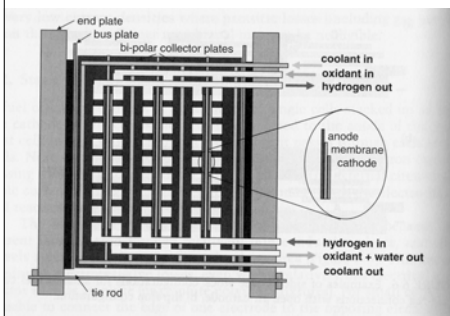 end plate
bus plate
bi-polar collector plates
coolant in
oxidant in
hydrogen out
anode
membrane
cathode
hydrogen in
oxidant + water out
coolant out
tie rod